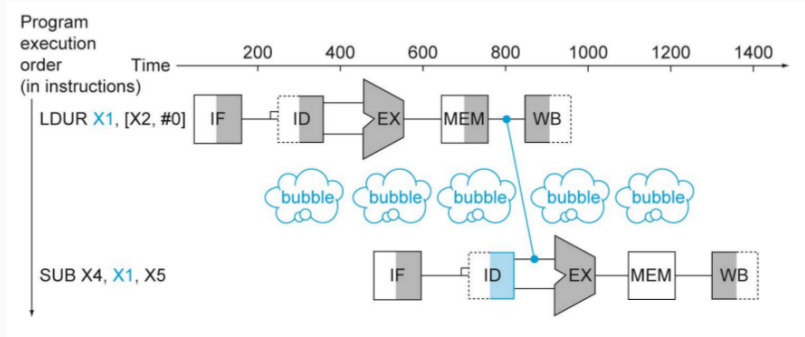 Program
execution
order
(in instructions)
Time
200 400 600 800 1000 1200 1400
LDUR X1, [X2, #0] IF ID EX MEM WB
bubble bubble bubble bubble bubble
SUB X4, X1, X5 IF ID EX MEM WB